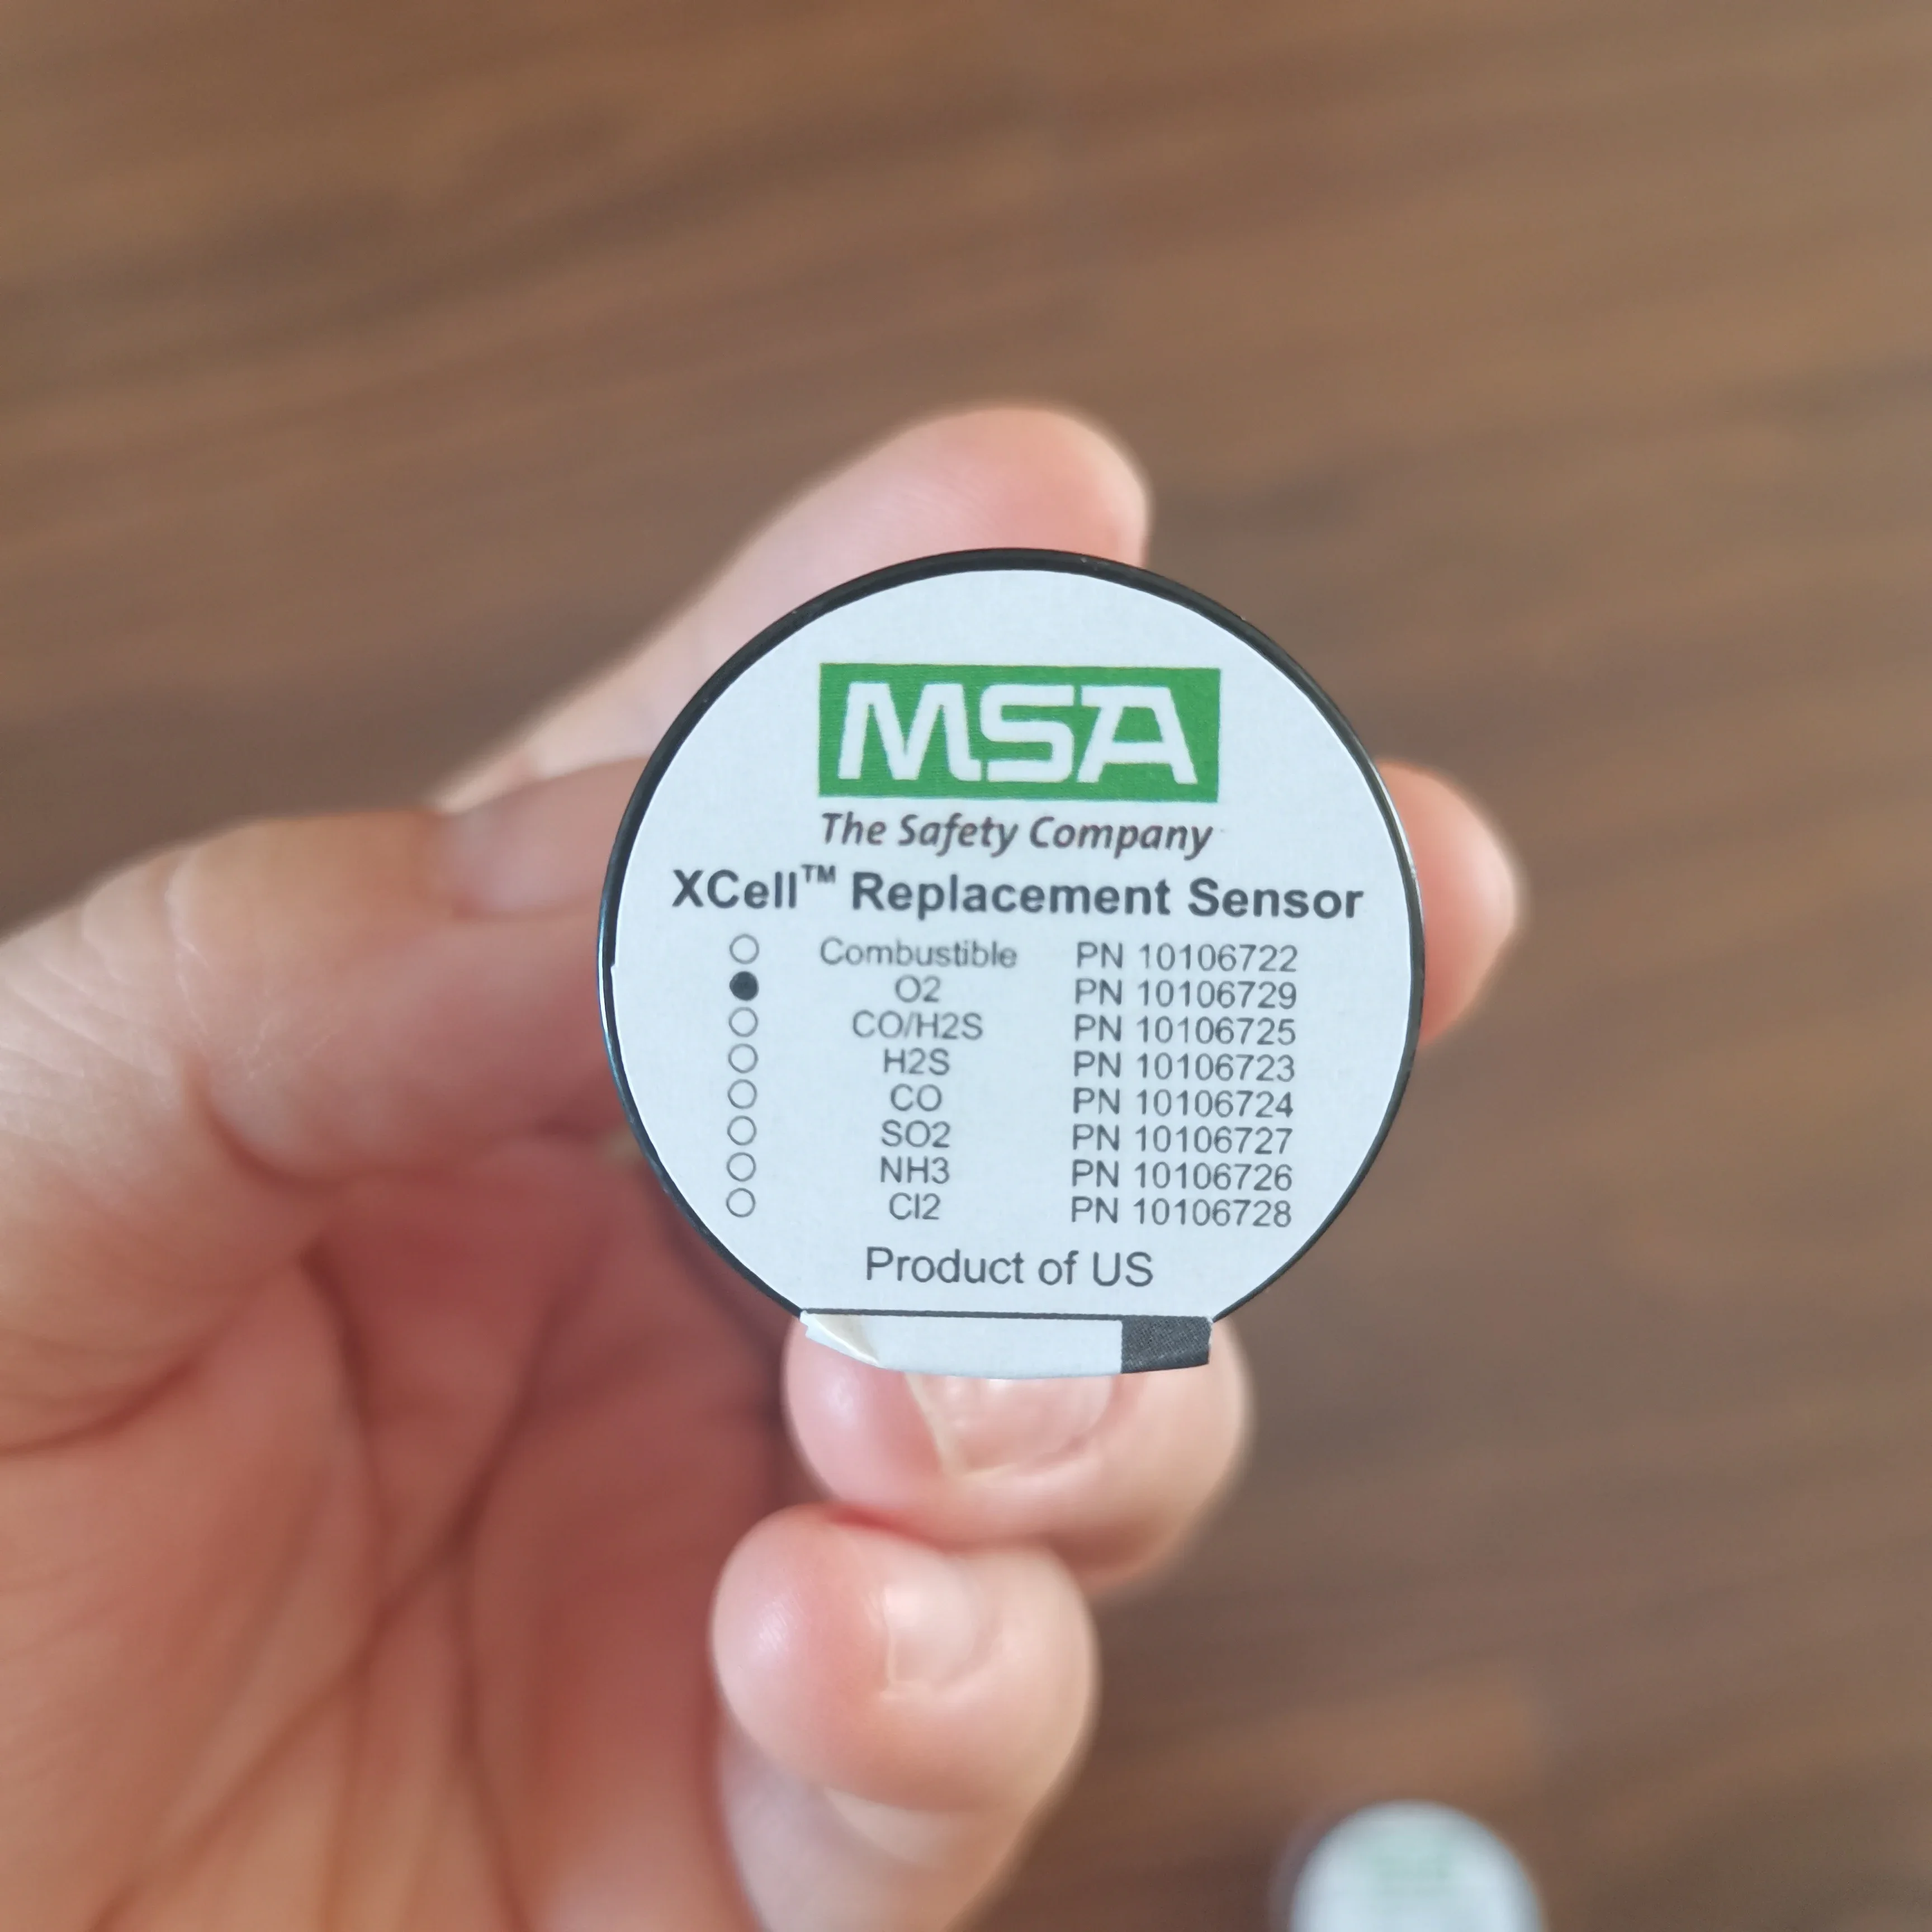 MSA
The Safety Company
XCell™ Replacement Sensor
○ Combustible PN 10106722
● O2 PN 10106729
○ CO/H2S PN 10106725
○ H2S PN 10106723
○ CO PN 10106724
○ SO2 PN 10106727
○ NH3 PN 10106726
○ Cl2 PN 10106728
Product of US